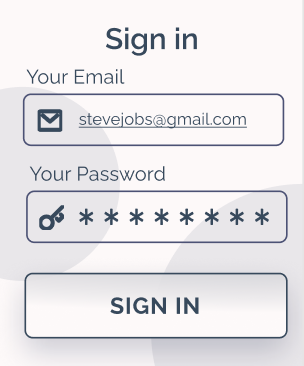 Sign in
Your Email
stevejobs@gmail.com
Your Password
* * * * * * * *
SIGN IN